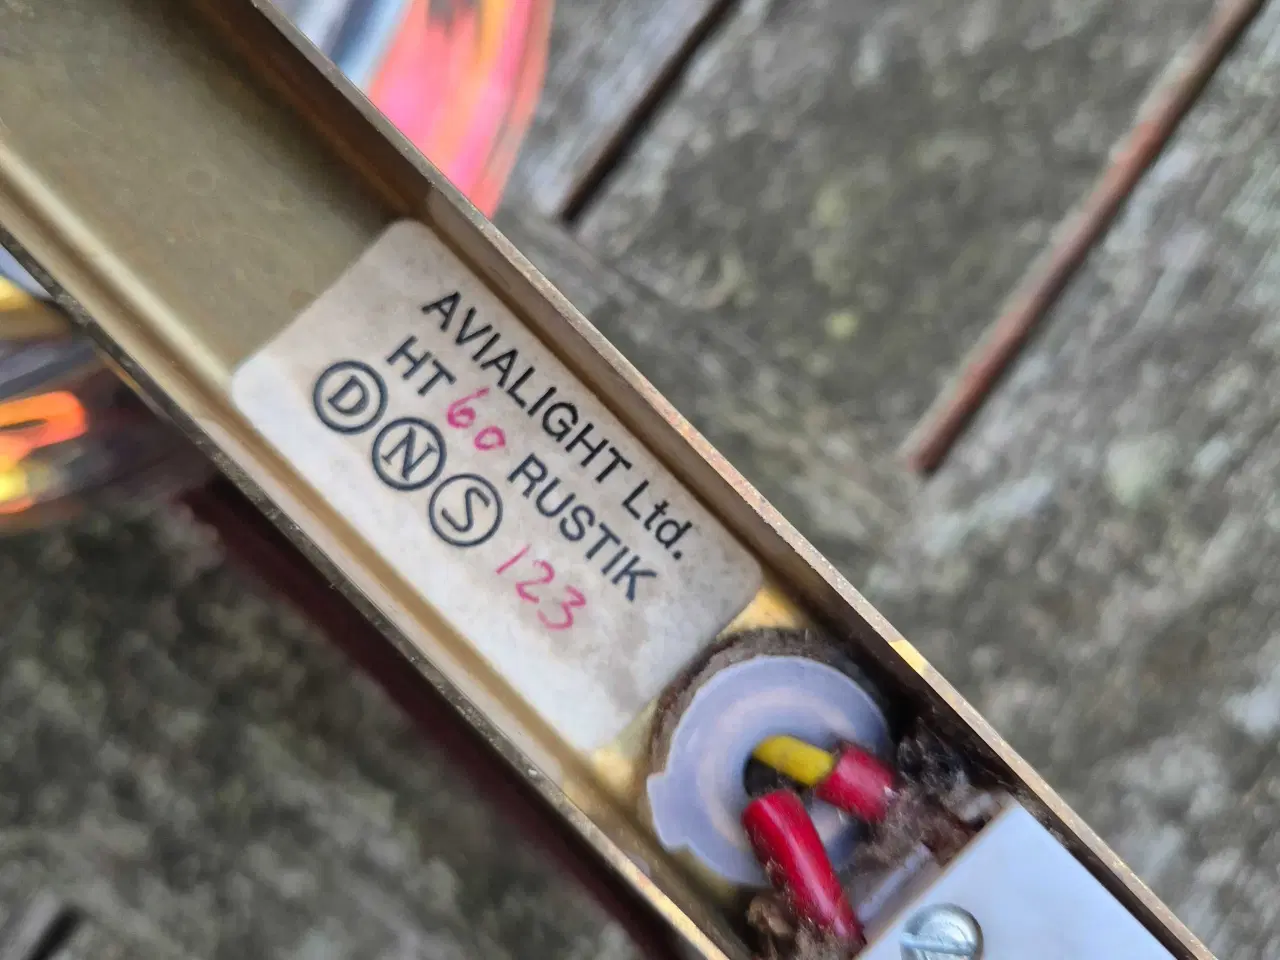 AVIALIGHT Ltd.
HT 60 RUSTIK
Ⓓ Ⓝ Ⓢ 123